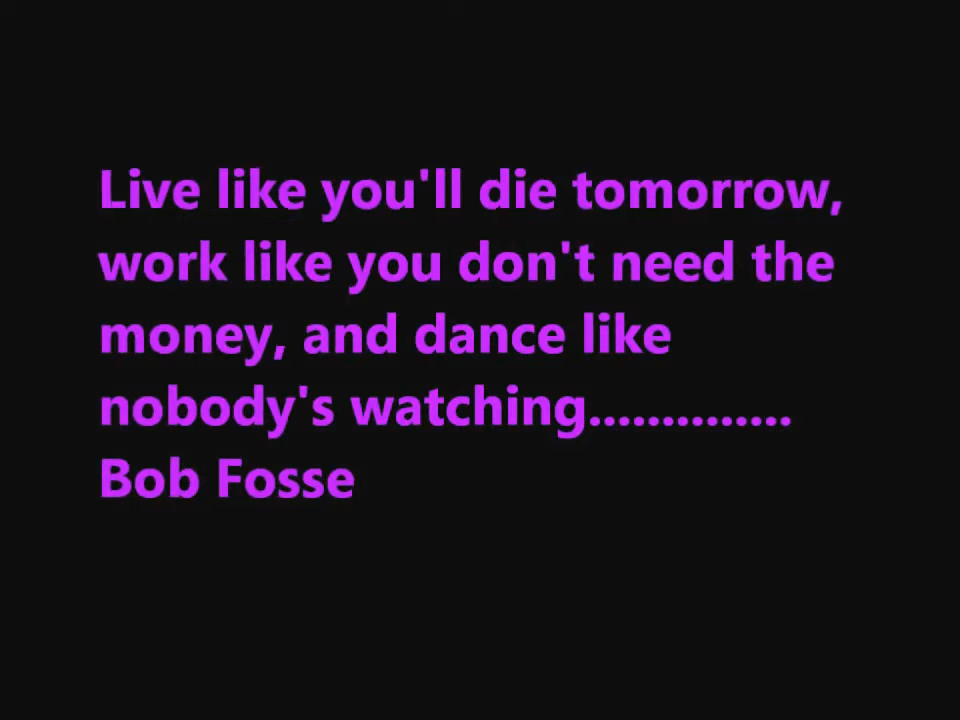 Live like you'll die tomorrow,
work like you don't need the
money, and dance like
nobody's watching..............
Bob Fosse